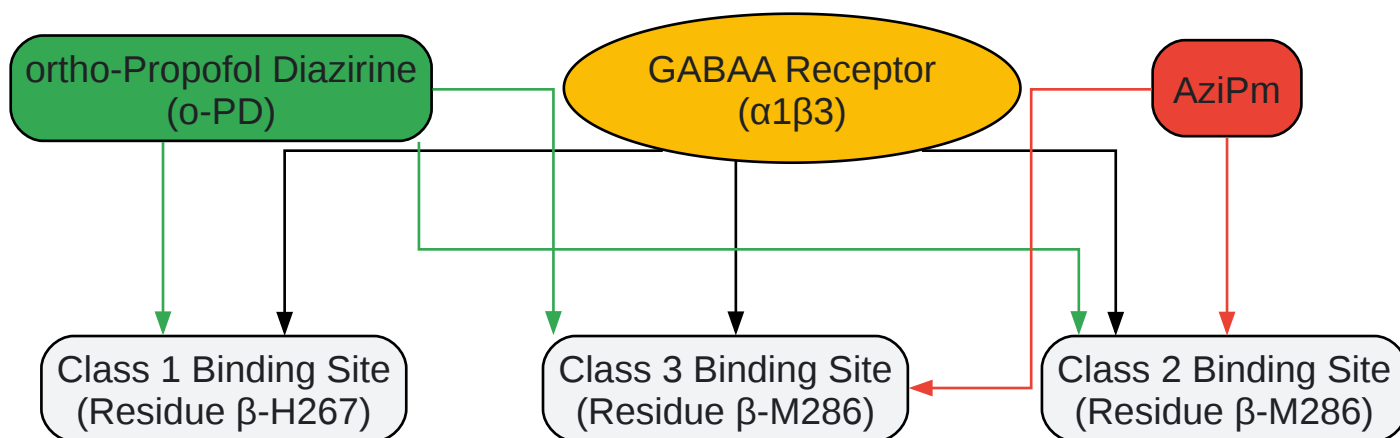 ortho-Propofol Diazirine
(o-PD)
GABAA Receptor
(α1β3)
AziPm
Class 1 Binding Site
(Residue β-H267)
Class 3 Binding Site
(Residue β-M286)
Class 2 Binding Site
(Residue β-M286)